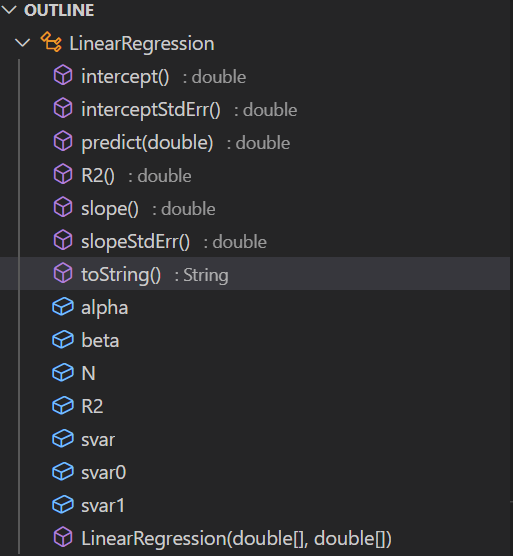 OUTLINE
LinearRegression
intercept() : double
interceptStdErr() : double
predict(double) : double
R2() : double
slope() : double
slopeStdErr() : double
toString() : String
alpha
beta
N
R2
svar
svar0
svar1
LinearRegression(double[], double[])